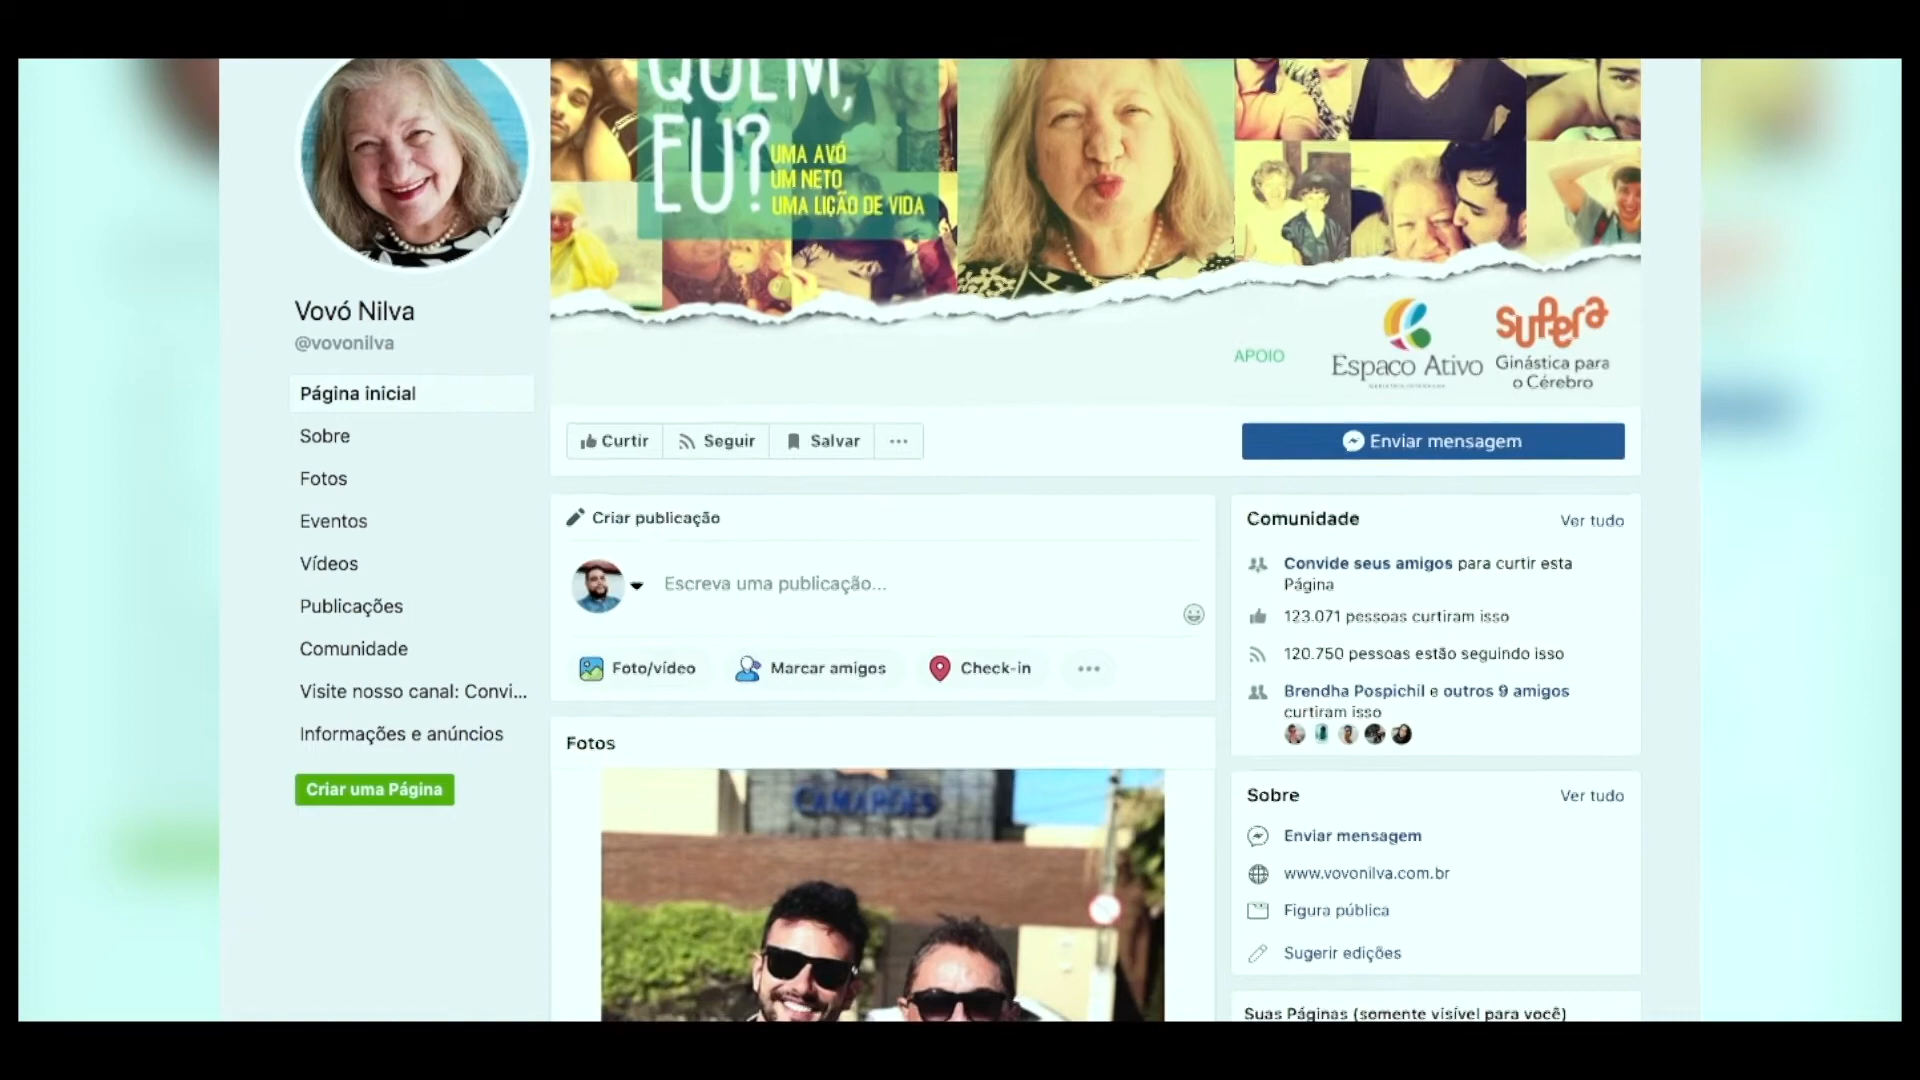 QUEM,
EU?
UMA AVÓ
UM NETO
UMA LIÇÃO DE VIDA
Vovó Nilva
@vovonilva
APOIO
Espaço Ativo
Supera
Ginástica para
o Cérebro
Página inicial
Sobre
Fotos
Eventos
Vídeos
Publicações
Comunidade
Visite nosso canal: Convi...
Informações e anúncios
Criar uma Página
Curtir
Seguir
Salvar
Enviar mensagem
Criar publicação
Escreva uma publicação...
Foto/vídeo
Marcar amigos
Check-in
Fotos
CAMARÕES
Comunidade
Ver tudo
Convide seus amigos para curtir esta
Página
123.071 pessoas curtiram isso
120.750 pessoas estão seguindo isso
Brendha Pospichil e outros 9 amigos
curtiram isso
Sobre
Ver tudo
Enviar mensagem
www.vovonilva.com.br
Figura pública
Sugerir edições
Suas Páginas (somente visível para você)